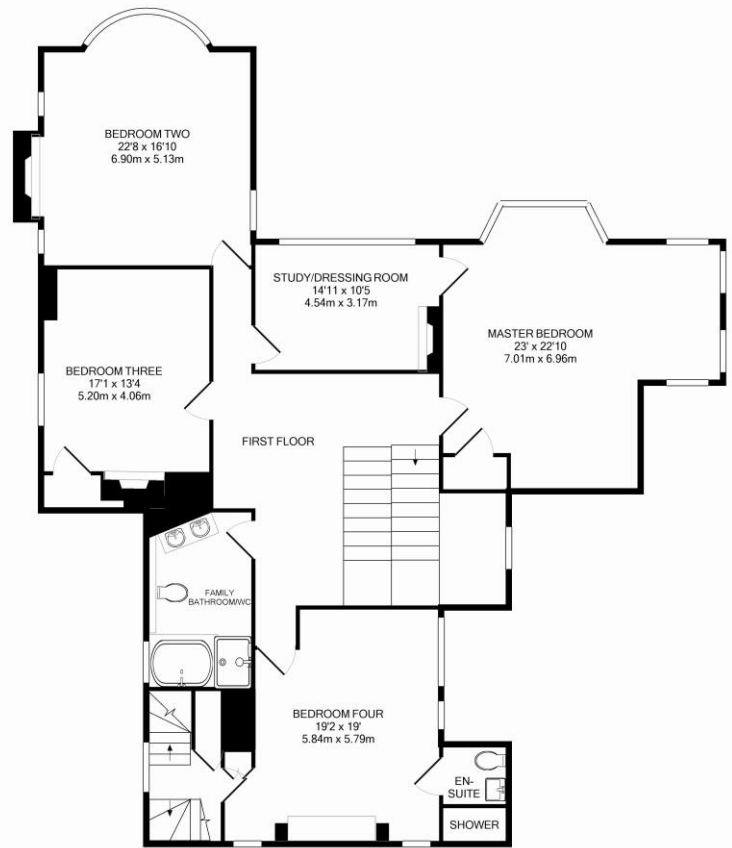 BEDROOM TWO
22'8 x 16'10
6.90m x 5.13m
STUDY/DRESSING ROOM
14'11 x 10'5
4.54m x 3.17m
MASTER BEDROOM
23' x 22'10
7.01m x 6.96m
BEDROOM THREE
17'1 x 13'4
5.20m x 4.06m
FIRST FLOOR
FAMILY
BATHROOM/WC
BEDROOM FOUR
19'2 x 19'
5.84m x 5.79m
EN-
SUITE
SHOWER